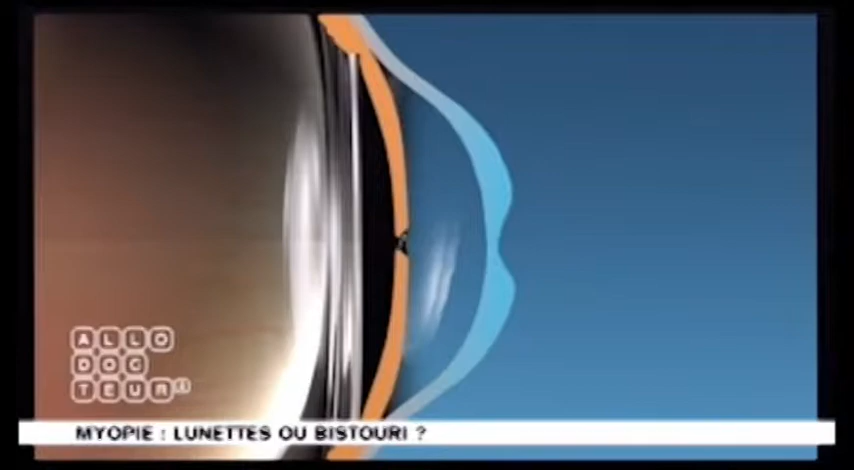 ALLO
DOC
TEUR
MYOPIE : LUNETTES OU BISTOURI ?